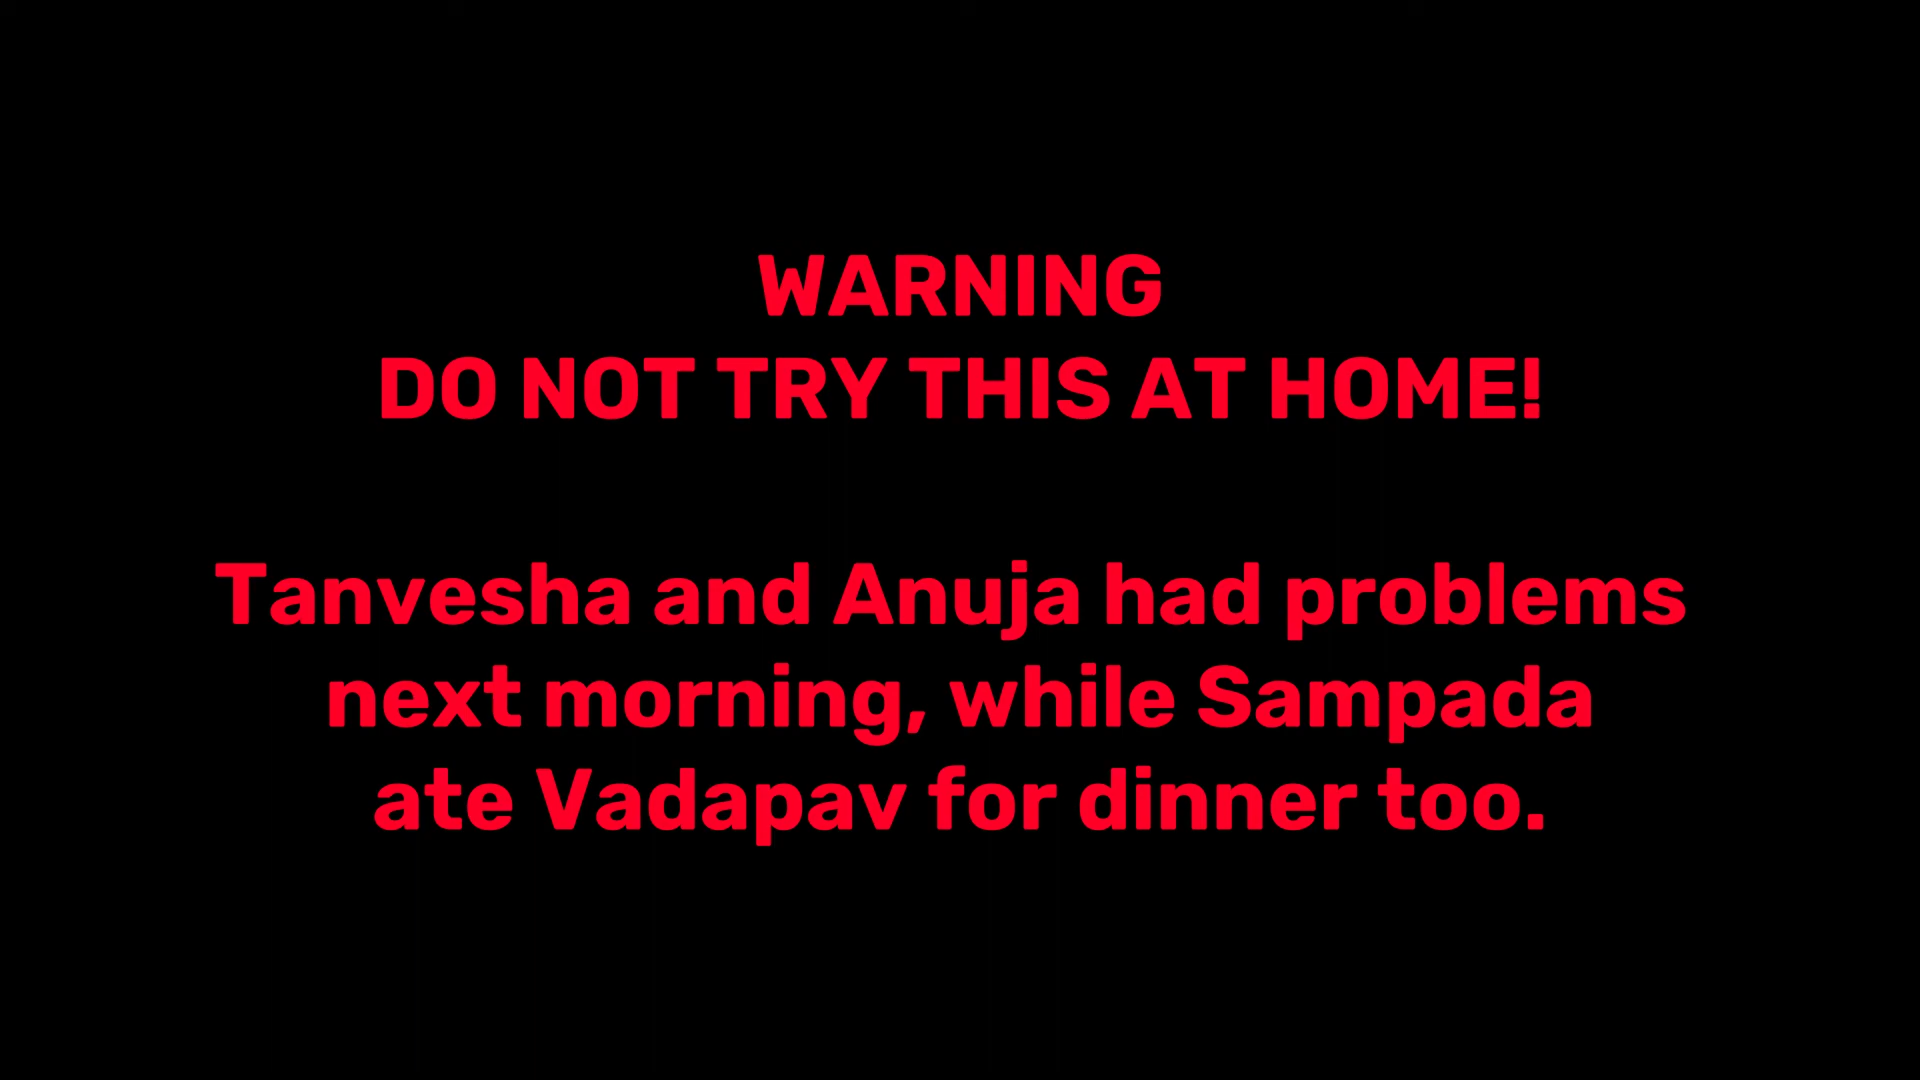 WARNING
DO NOT TRY THIS AT HOME!
Tanvesha and Anuja had problems
next morning, while Sampada
ate Vadapav for dinner too.